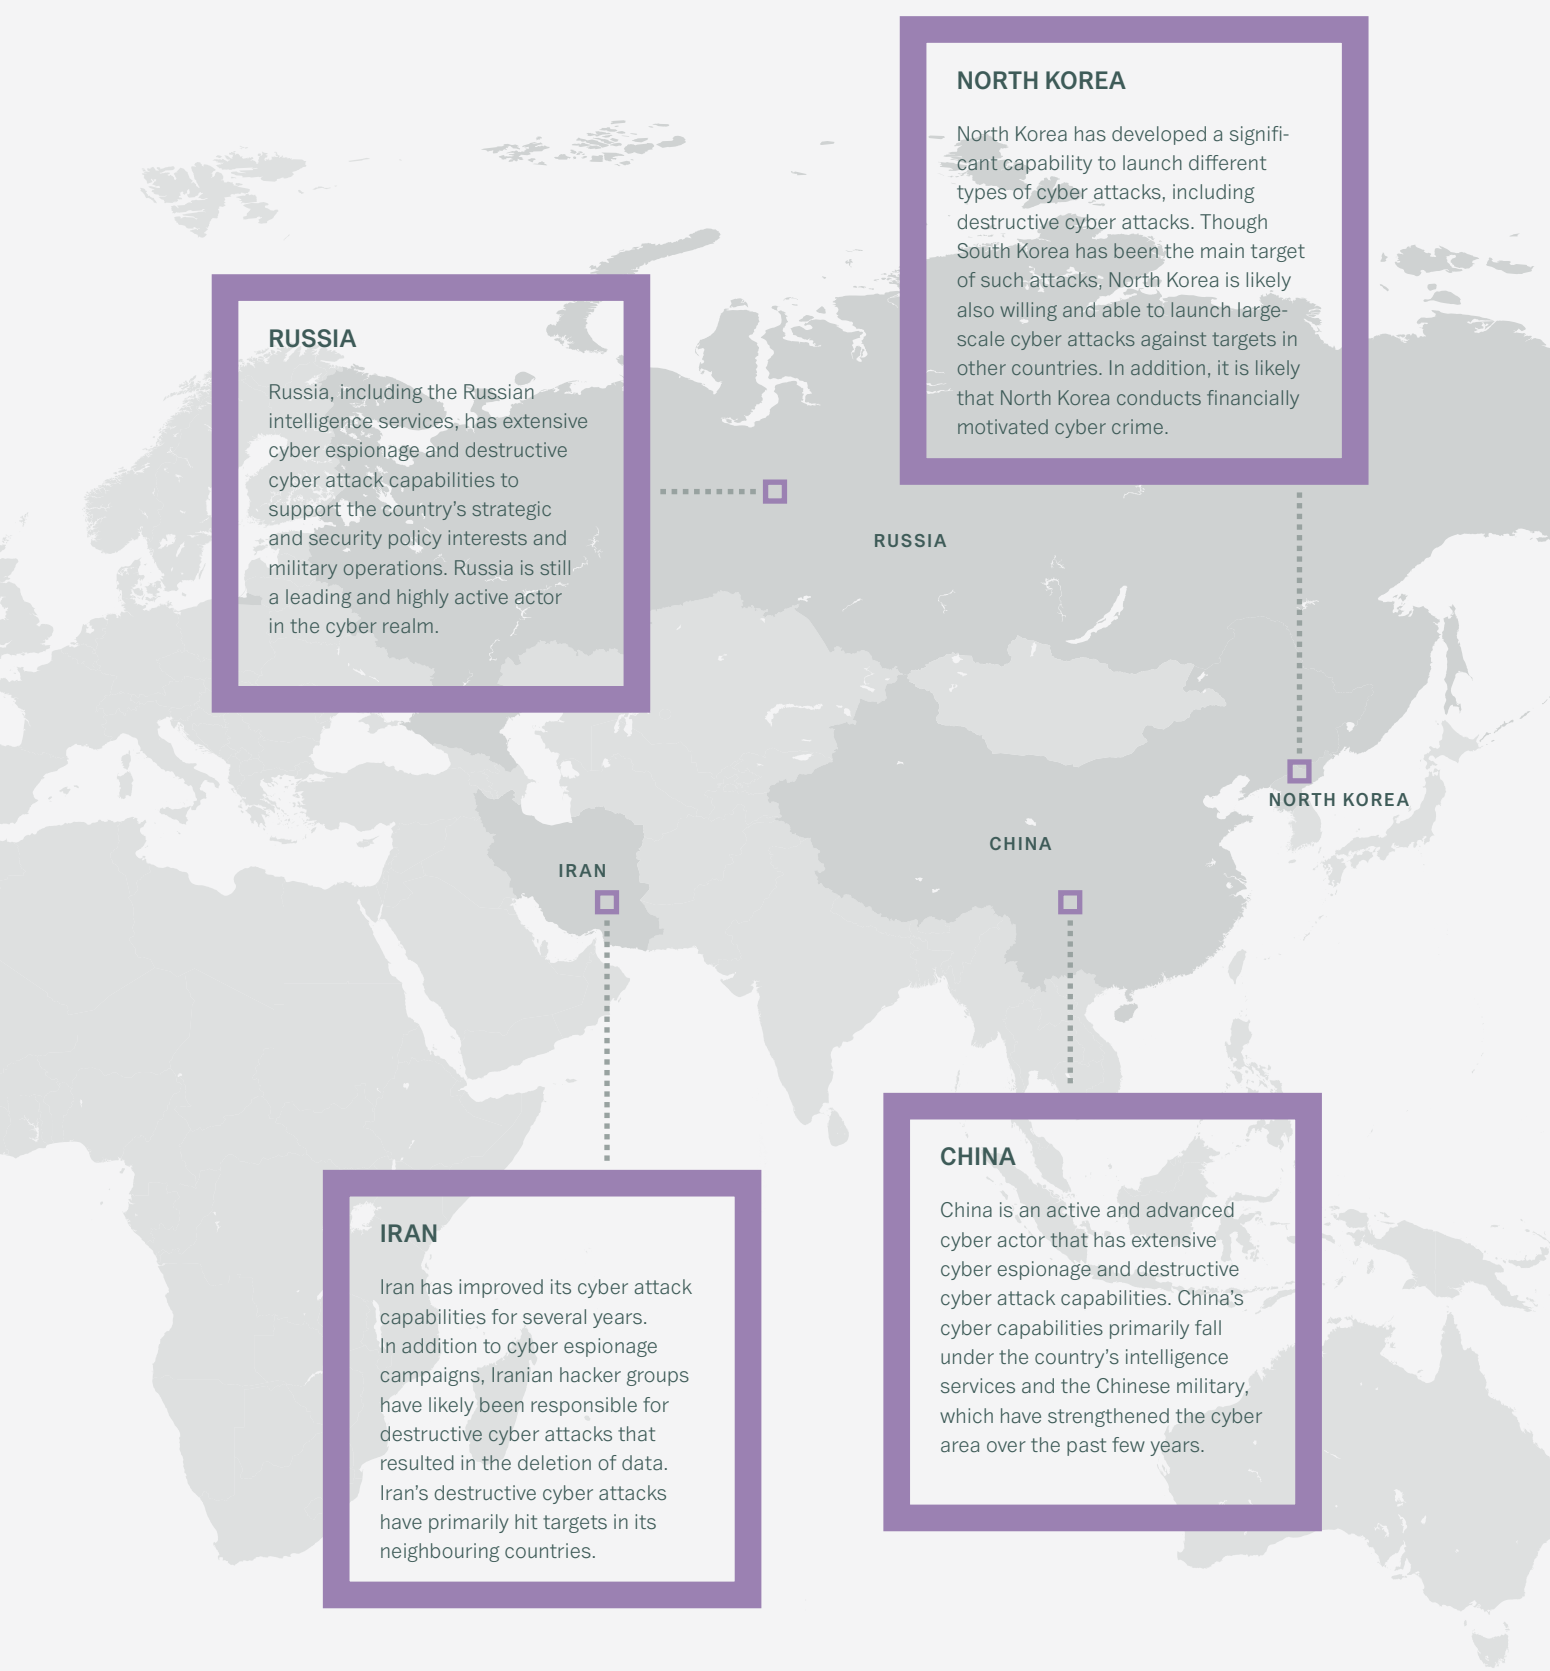 NORTH KOREA
North Korea has developed a signifi-
cant capability to launch different
types of cyber attacks, including
destructive cyber attacks. Though
South Korea has been the main target
of such attacks, North Korea is likely
also willing and able to launch large-
scale cyber attacks against targets in
other countries. In addition, it is likely
that North Korea conducts financially
motivated cyber crime.
RUSSIA
Russia, including the Russian
intelligence services, has extensive
cyber espionage and destructive
cyber attack capabilities to
support the country’s strategic
and security policy interests and
military operations. Russia is still
a leading and highly active actor
in the cyber realm.
RUSSIA
NORTH KOREA
CHINA
IRAN
CHINA
China is an active and advanced
cyber actor that has extensive
cyber espionage and destructive
cyber attack capabilities. China’s
cyber capabilities primarily fall
under the country’s intelligence
services and the Chinese military,
which have strengthened the cyber
area over the past few years.
IRAN
Iran has improved its cyber attack
capabilities for several years.
In addition to cyber espionage
campaigns, Iranian hacker groups
have likely been responsible for
destructive cyber attacks that
resulted in the deletion of data.
Iran’s destructive cyber attacks
have primarily hit targets in its
neighbouring countries.